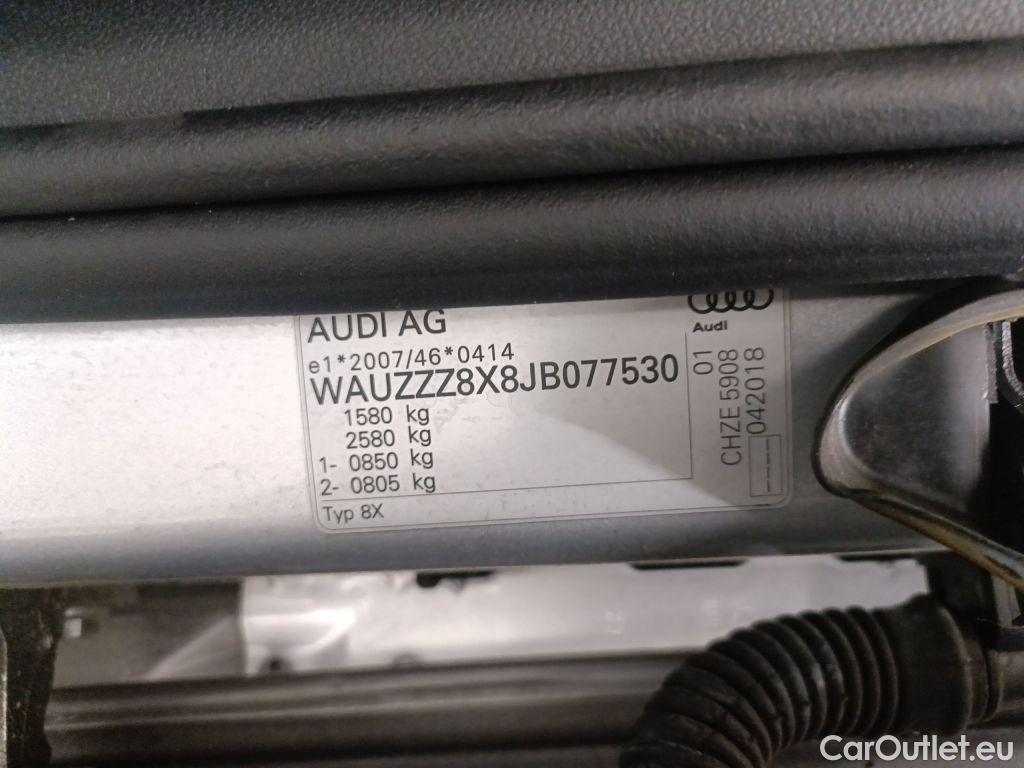 AUDI AG
Audi
e1*2007/46*0414
WAUZZZ8X8JB077530
1580 kg
2580 kg
1- 0850 kg
2- 0805 kg
Typ 8X
01
CHZE 5908
042018
CarOutlet.eu